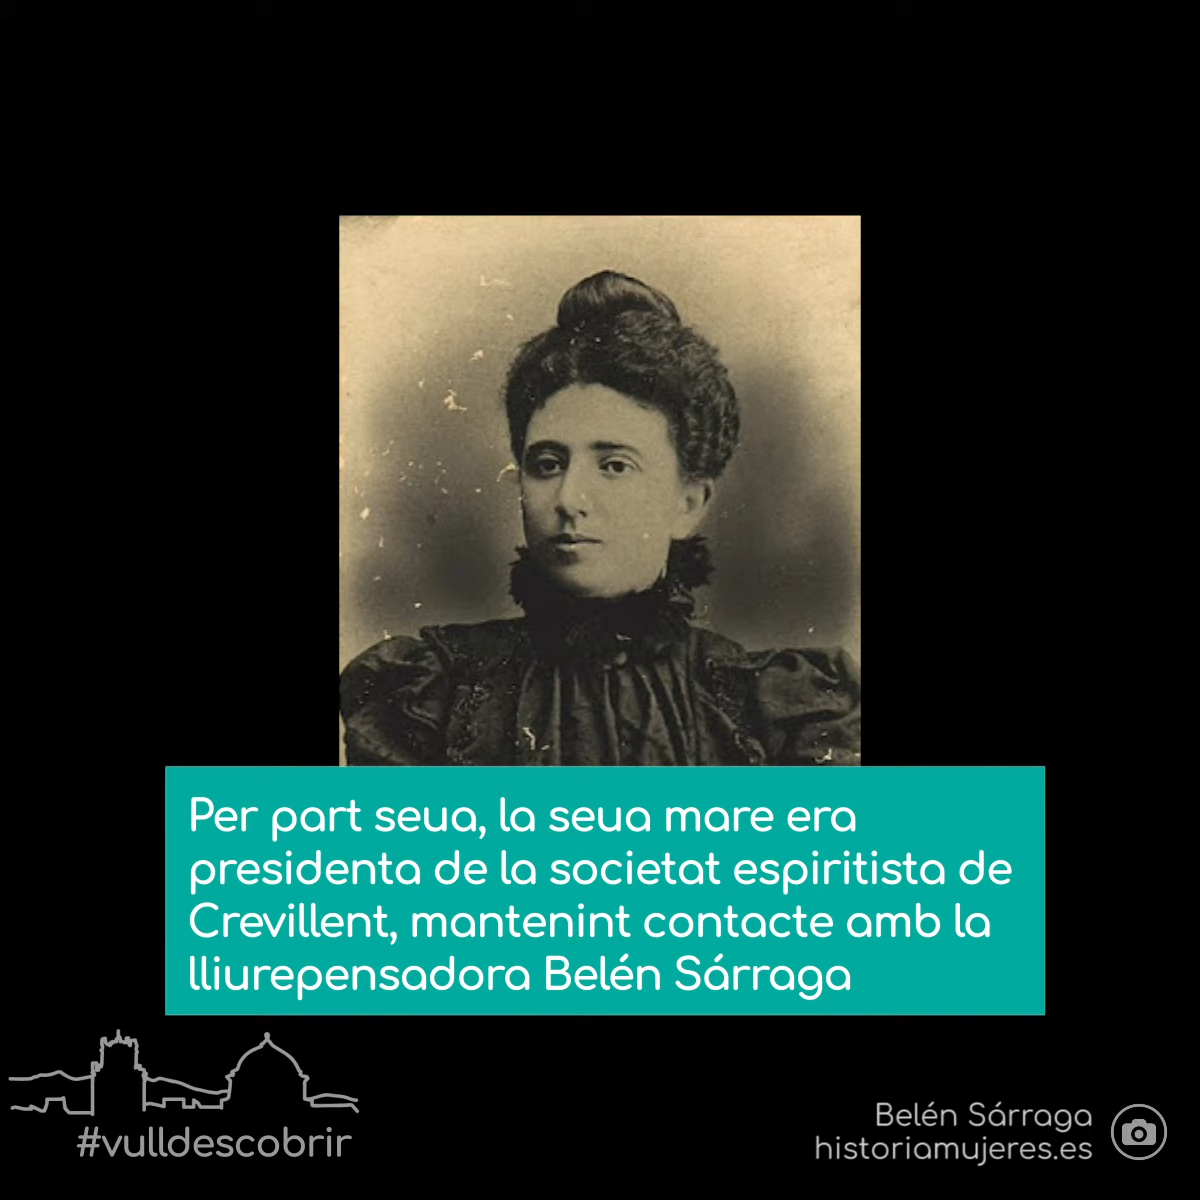 Per part seua, la seua mare era
presidenta de la societat espiritista de
Crevillent, mantenint contacte amb la
lliurepensadora Belén Sárraga
#vulldescobrir
Belén Sárraga
historiamujeres.es